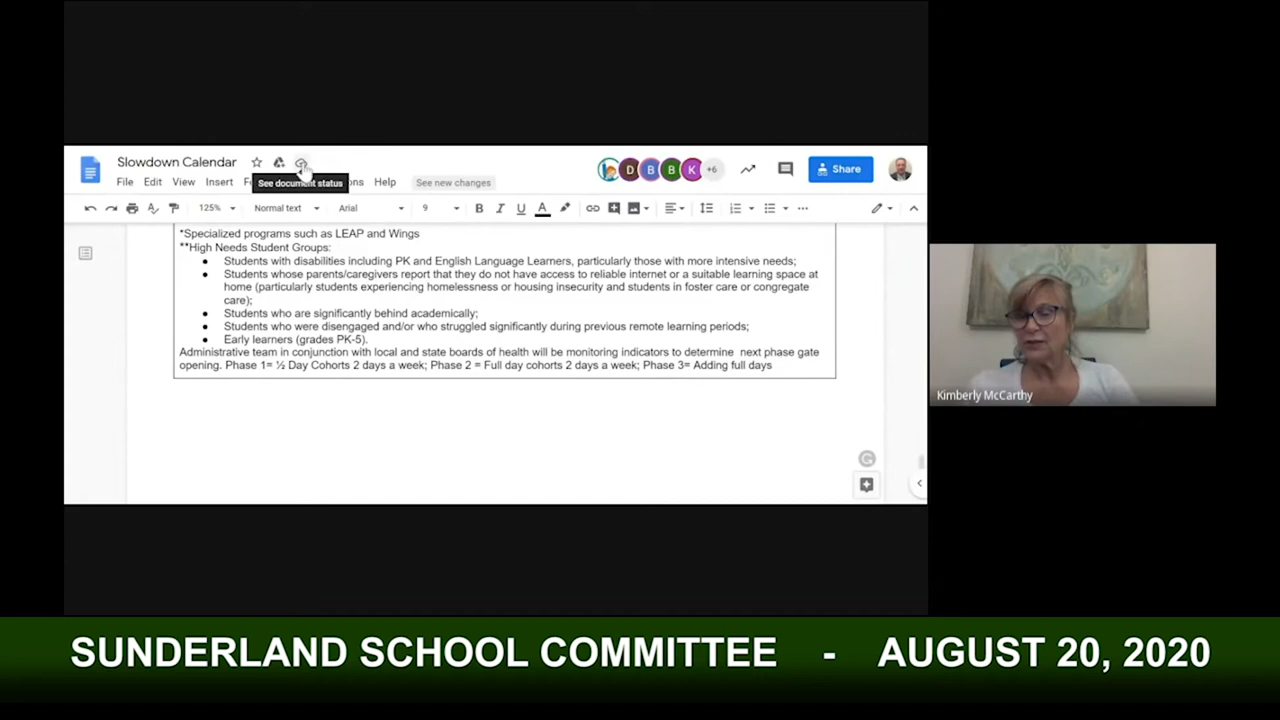 Slowdown Calendar
D B B K +6
Share
File Edit View Insert F ons Help See new changes
See document status
125% Normal text Arial 9 B I U A
*Specialized programs such as LEAP and Wings
**High Needs Student Groups:
● Students with disabilities including PK and English Language Learners, particularly those with more intensive needs;
● Students whose parents/caregivers report that they do not have access to reliable internet or a suitable learning space at
home (particularly students experiencing homelessness or housing insecurity and students in foster care or congregate
care);
● Students who are significantly behind academically;
● Students who were disengaged and/or who struggled significantly during previous remote learning periods;
● Early learners (grades PK-5).
Administrative team in conjunction with local and state boards of health will be monitoring indicators to determine next phase gate
opening. Phase 1= ½ Day Cohorts 2 days a week; Phase 2 = Full day cohorts 2 days a week; Phase 3= Adding full days
Kimberly McCarthy
SUNDERLAND SCHOOL COMMITTEE - AUGUST 20, 2020